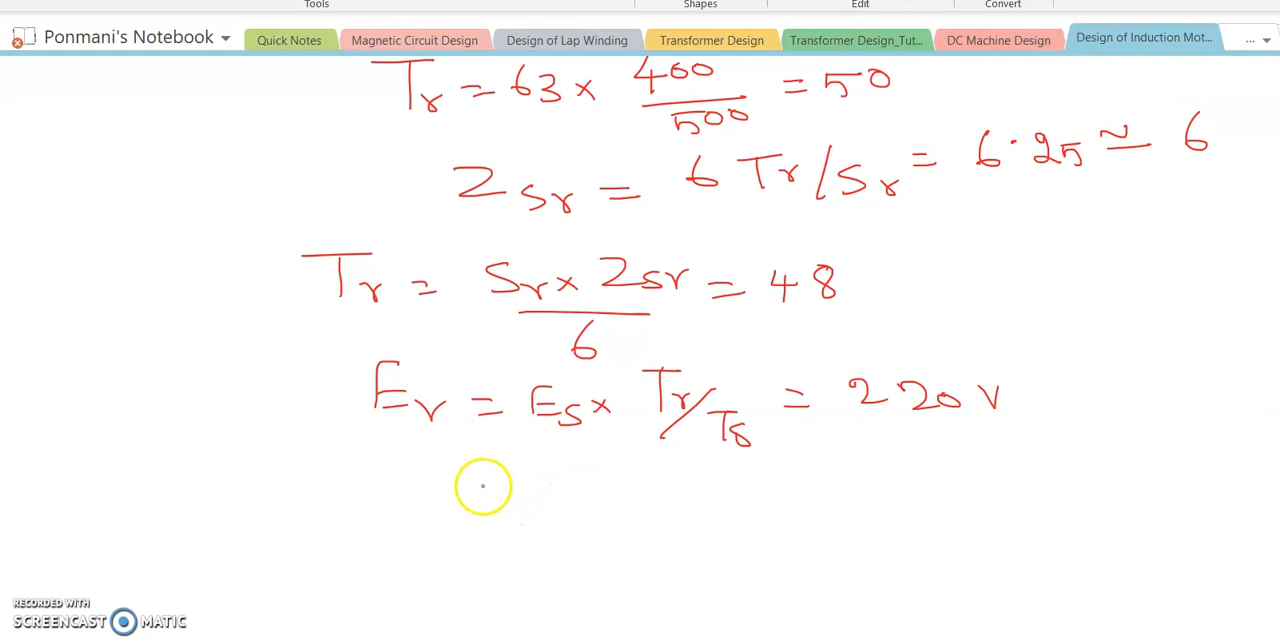 Tools Shapes Edit Convert
Ponmani's Notebook Quick Notes Magnetic Circuit Design Design of Lap Winding Transformer Design Transformer Design_Tut... DC Machine Design Design of Induction Mot... ...
Tr = 63 × 400/500 = 50
Zsr = 6 Tr/Sr = 6.25 ≃ 6
Tr = Sr × Zsr / 6 = 48
Er = Es × Tr/Ts = 220 V
RECORDED WITH
SCREENCAST MATIC